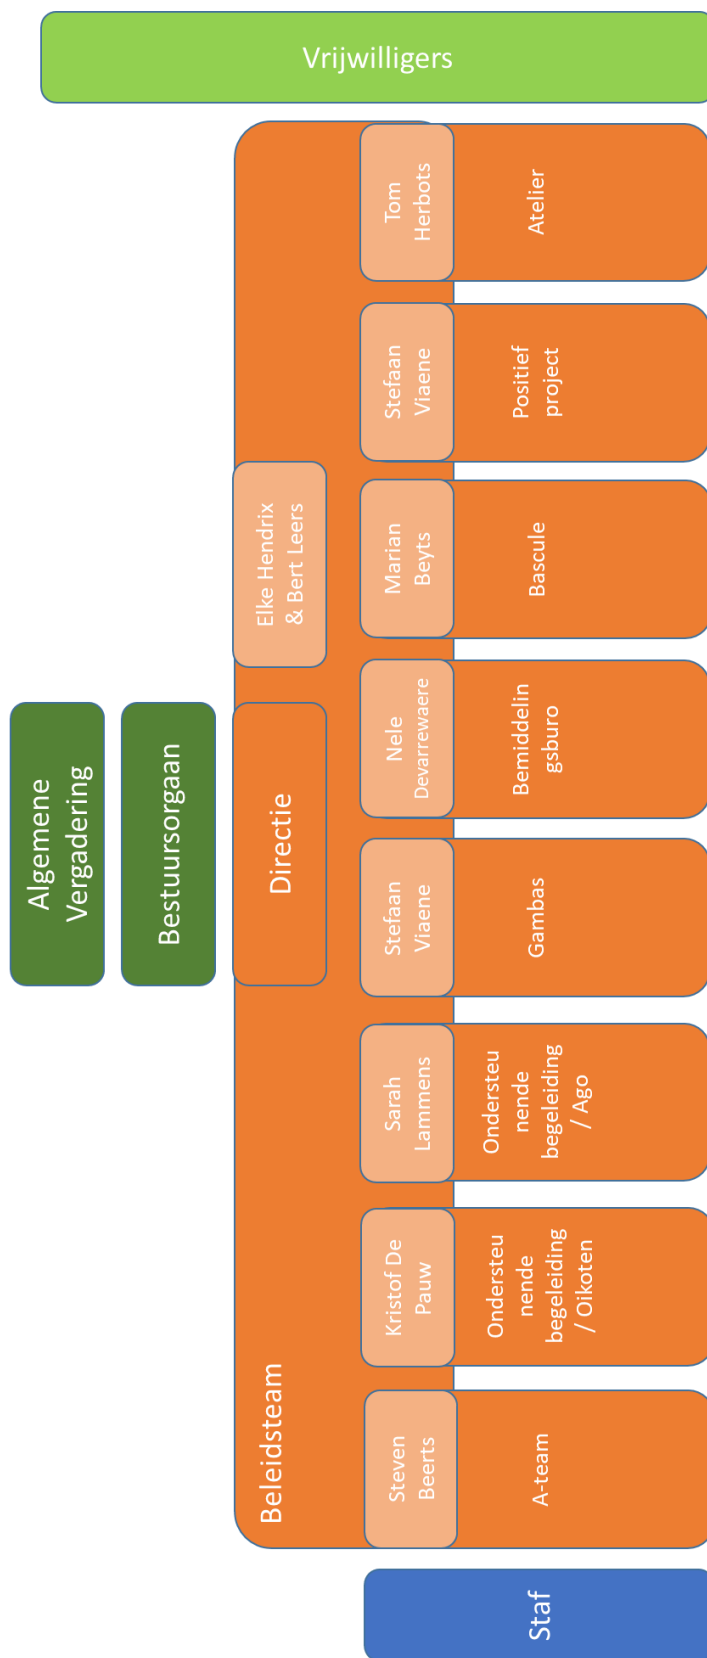 Algemene
Vergadering
Bestuursorgaan
Directie
Elke Hendrix
& Bert Leers
Beleidsteam
Steven
Beerts
Kristof De
Pauw
Sarah
Lammens
Stefaan
Viaene
Nele
Devarrewaere
Marian
Beyts
Stefaan
Viaene
Tom
Herbots
Staf
A-team
Ondersteu
nende
begeleiding
/ Oikoten
Ondersteu
nende
begeleiding
/ Ago
Gambas
Bemiddelin
gsburo
Bascule
Positief
project
Atelier
Vrijwilligers